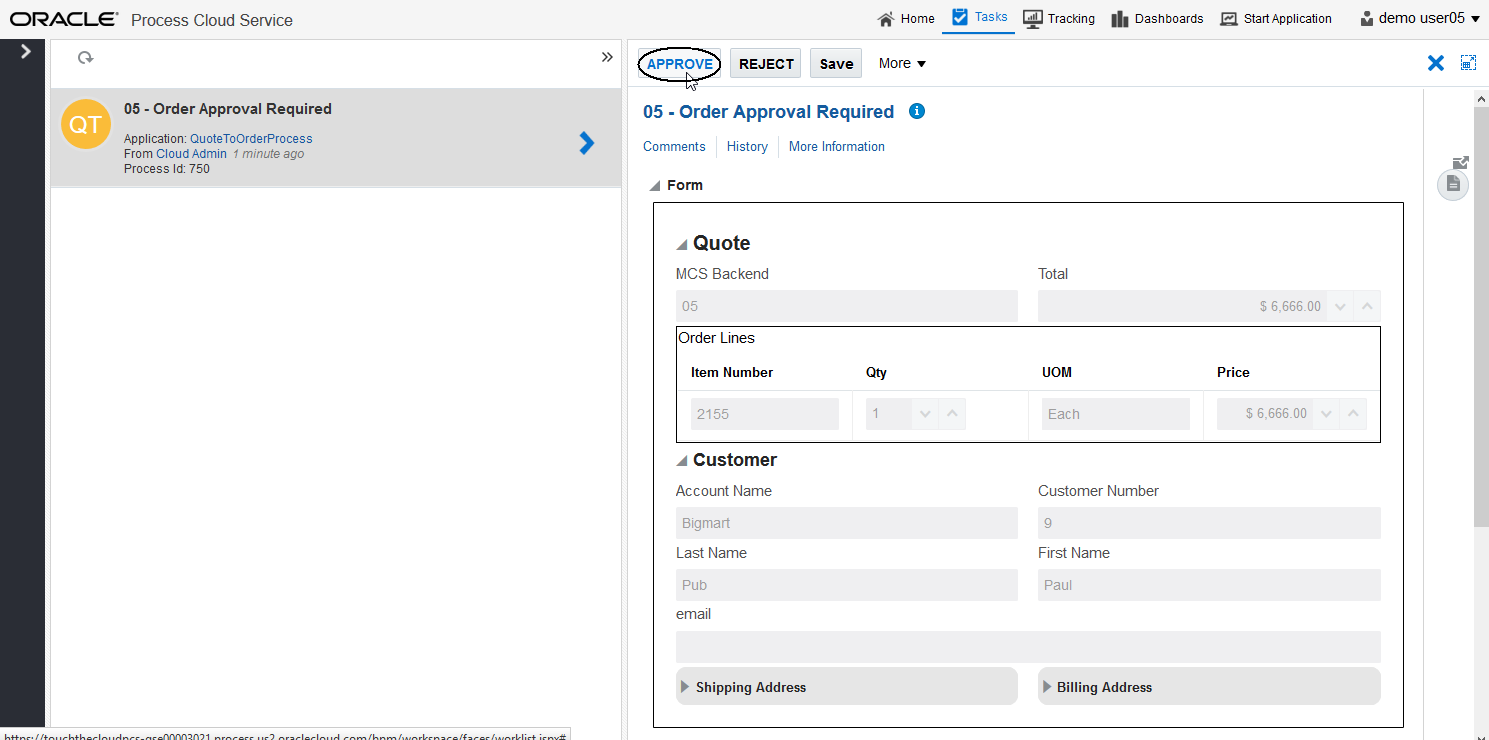 ORACLE® Process Cloud Service Home Tasks Tracking Dashboards Start Application demo user05
05 - Order Approval Required
QT
Application: QuoteToOrderProcess
From Cloud Admin 1 minute ago
Process Id: 750
APPROVE REJECT Save More
05 - Order Approval Required
Comments History More Information
Form
Quote
MCS Backend Total
05 $ 6,666.00
Order Lines
Item Number Qty UOM Price
2155 1 Each $ 6,666.00
Customer
Account Name Customer Number
Bigmart 9
Last Name First Name
Pub Paul
email
Shipping Address Billing Address
https://touchthecloudpcs-gse00003021.process.us2.oraclecloud.com/bpm/workspace/faces/worklist.jspx#